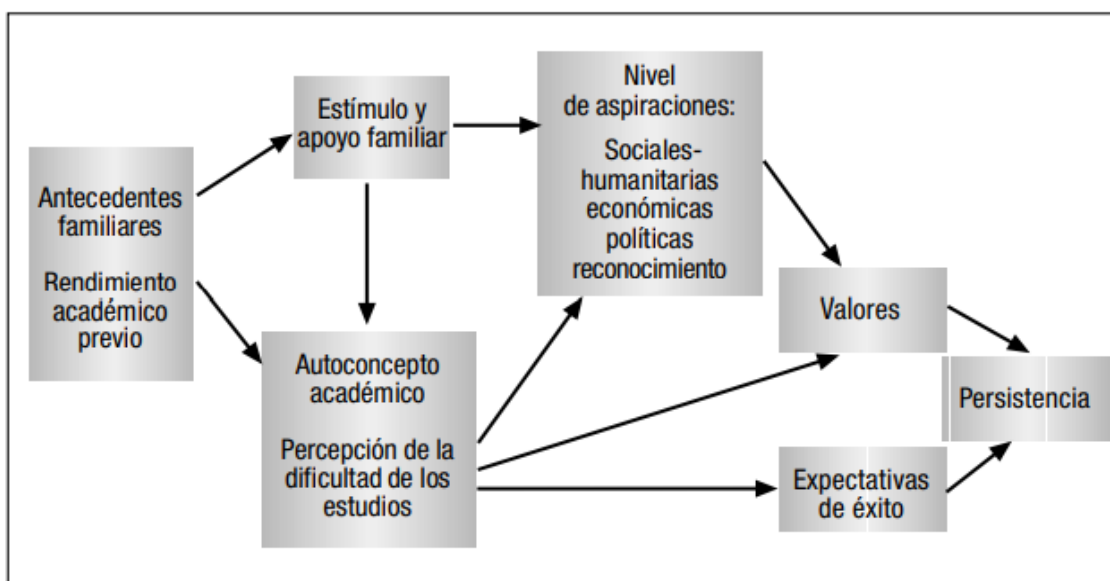 Antecedentes
familiares
Rendimiento
académico
previo
Estímulo y
apoyo familiar
Autoconcepto
académico
Percepción de la
dificultad de los
estudios
Nivel
de aspiraciones:
Sociales-
humanitarias
económicas
políticas
reconocimiento
Valores
Expectativas
de éxito
Persistencia